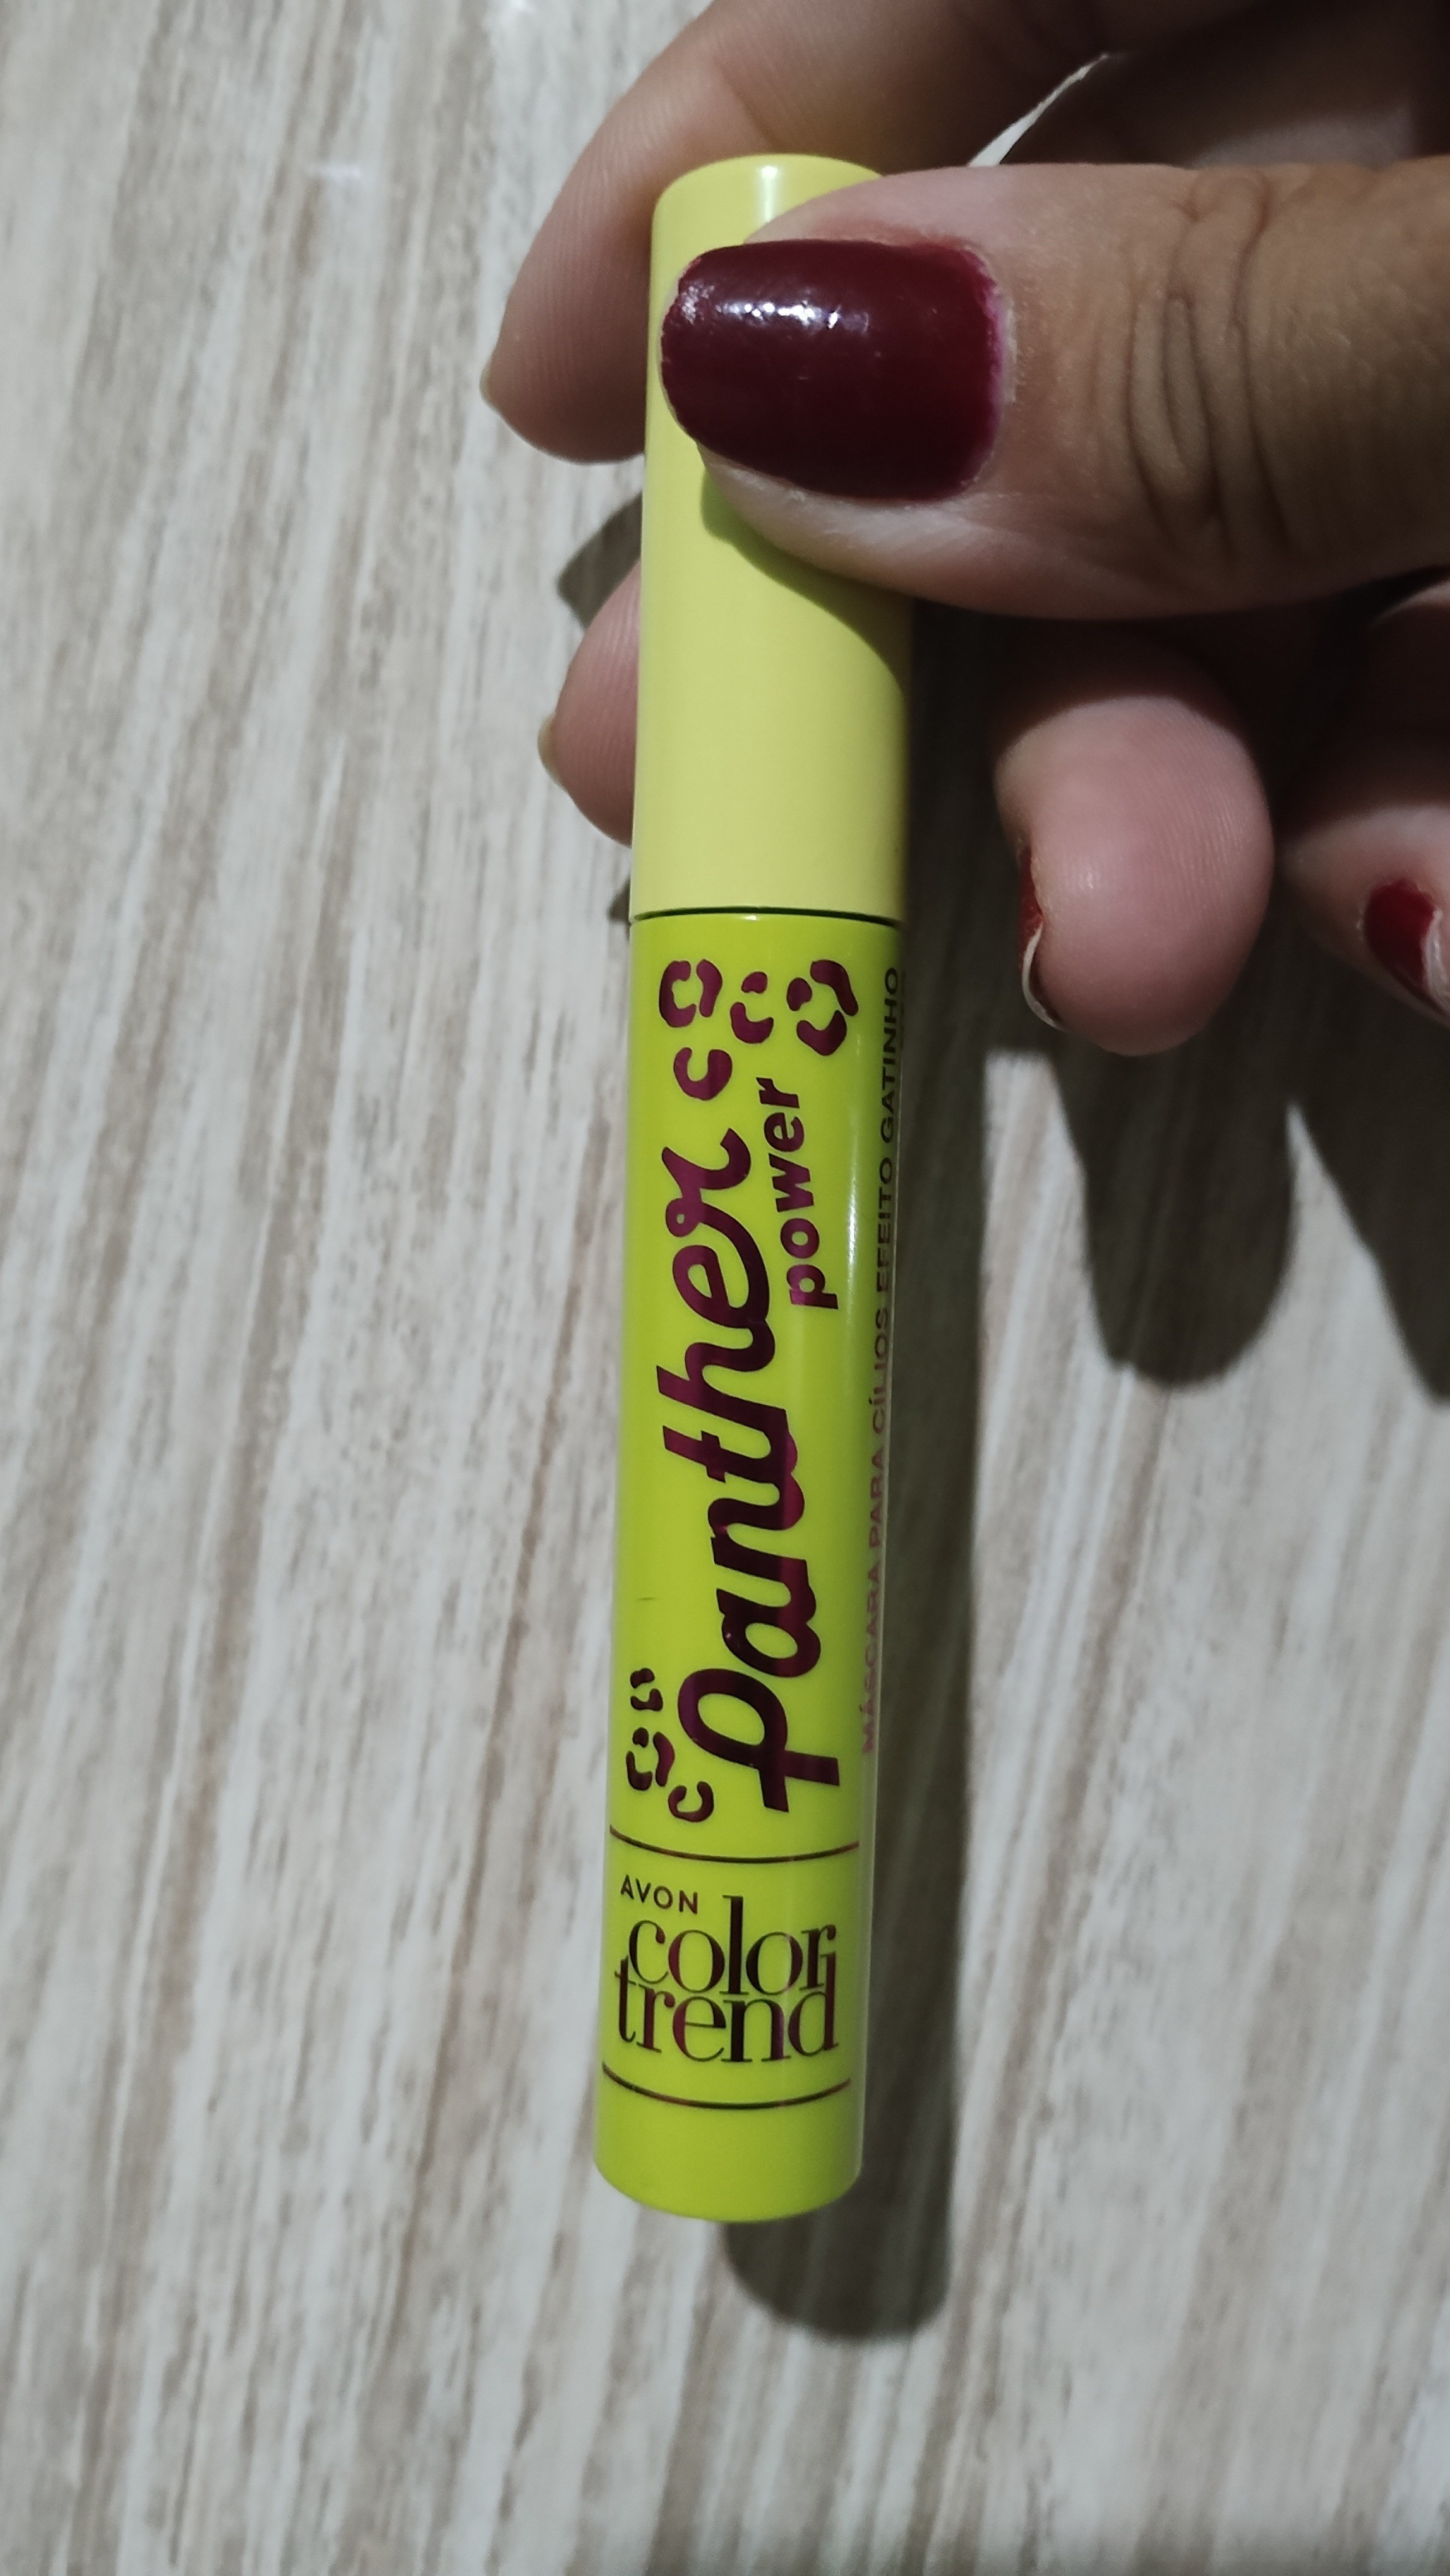 Panther
power
MÁSCARA PARA CÍLIOS EFEITO GATINHO
AVON
color
trend